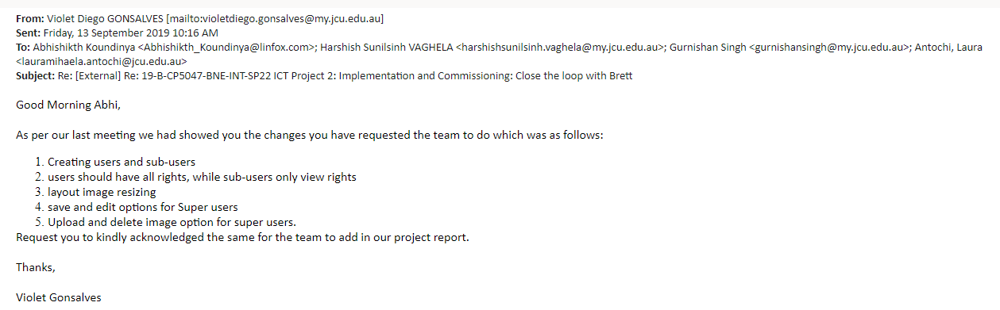 From: Violet Diego GONSALVES [mailto:violetdiego.gonsalves@my.jcu.edu.au]
Sent: Friday, 13 September 2019 10:16 AM
To: Abhishikth Koundinya <Abhishikth_Koundinya@linfox.com>; Harshish Sunilsinh VAGHELA <harshishsunilsinh.vaghela@my.jcu.edu.au>; Gurnishan Singh <gurnishansingh@my.jcu.edu.au>; Antochi, Laura
<lauramihaela.antochi@jcu.edu.au>
Subject: Re: [External] Re: 19-B-CP5047-BNE-INT-SP22 ICT Project 2: Implementation and Commissioning: Close the loop with Brett
Good Morning Abhi,
As per our last meeting we had showed you the changes you have requested the team to do which was as follows:
1. Creating users and sub-users
2. users should have all rights, while sub-users only view rights
3. layout image resizing
4. save and edit options for Super users
5. Upload and delete image option for super users.
Request you to kindly acknowledged the same for the team to add in our project report.
Thanks,
Violet Gonsalves